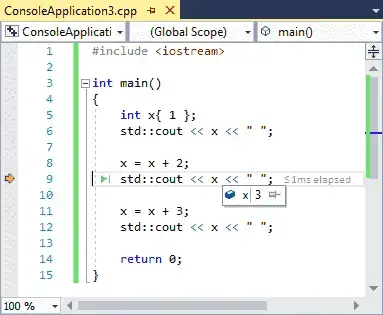 ConsoleApplication3.cpp
ConsoleApplicati (Global Scope) main()
1 #include <iostream>
2
3 int main()
4 {
5 int x{ 1 };
6 std::cout << x << " ";
7
8 x = x + 2;
9 std::cout << x << " "; ≤1ms elapsed
10 x 3
11 x = x + 3;
12 std::cout << x << " ";
13
14 return 0;
15 }
100 %